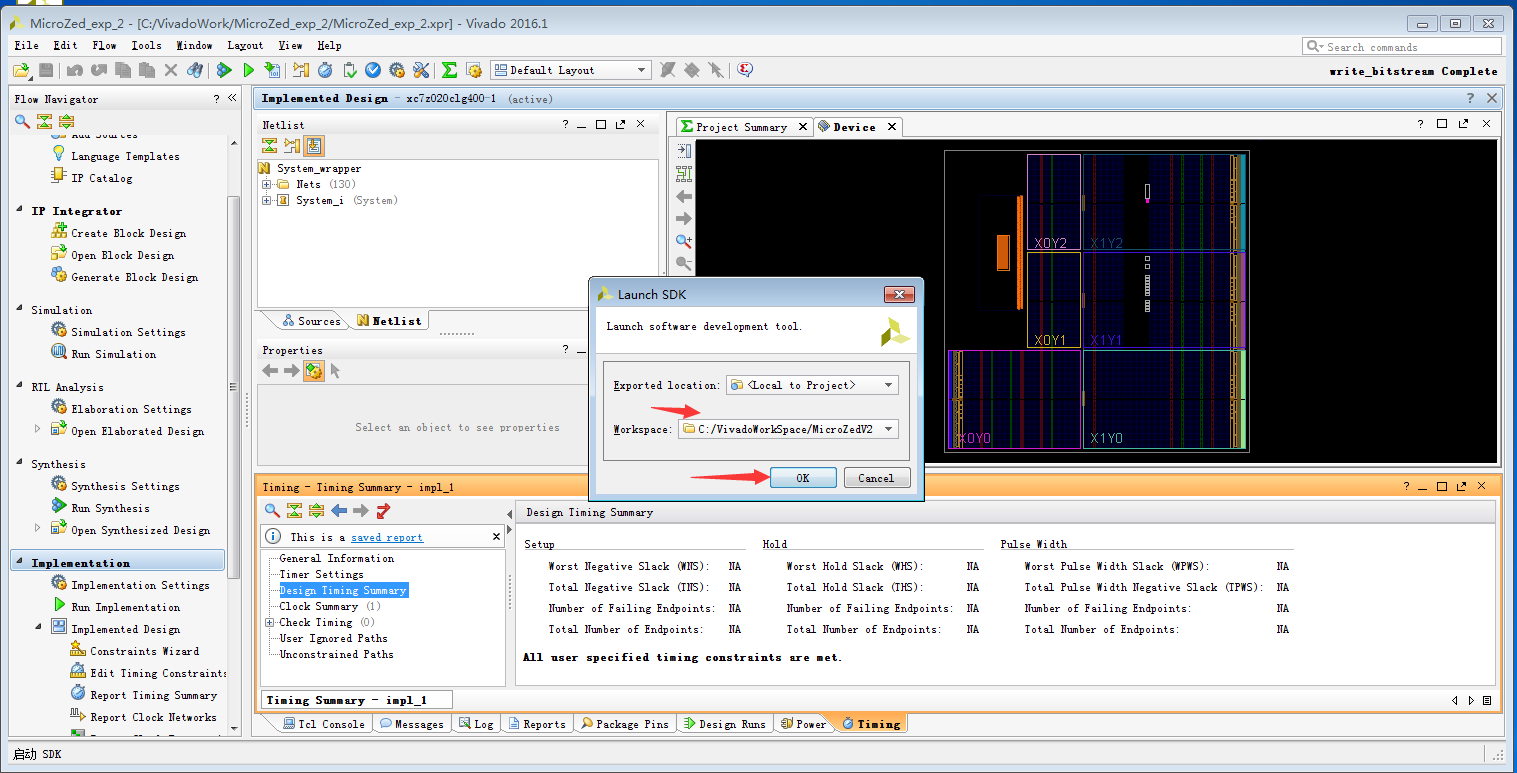 MicroZed_exp_2 - [C:/VivadoWork/MicroZed_exp_2/MicroZed_exp_2.xpr] - Vivado 2016.1
File Edit Flow Tools Window Layout View Help
Search commands
Default Layout
write_bitstream Complete
Flow Navigator
Language Templates
IP Catalog
IP Integrator
Create Block Design
Open Block Design
Generate Block Design
Simulation
Simulation Settings
Run Simulation
RTL Analysis
Elaboration Settings
Open Elaborated Design
Synthesis
Synthesis Settings
Run Synthesis
Open Synthesized Design
Implementation
Implementation Settings
Run Implementation
Implemented Design
Constraints Wizard
Edit Timing Constraints
Report Timing Summary
Report Clock Networks
Implemented Design - xc7z020clg400-1 (active)
Netlist
System_wrapper
Nets (130)
System_i (System)
Sources Netlist
Properties
Select an object to see properties
Project Summary Device
X0Y2 X1Y2
X0Y1 X1Y1
X0Y0 X1Y0
Launch SDK
Launch software development tool.
Exported location: <Local to Project>
Workspace: C:/VivadoWorkSpace/MicroZedV2
OK Cancel
Timing - Timing Summary - impl_1
This is a saved report
General Information
Timer Settings
Design Timing Summary
Clock Summary (1)
Check Timing (0)
User Ignored Paths
Unconstrained Paths
Design Timing Summary
Setup Hold Pulse Width
Worst Negative Slack (WNS): NA Worst Hold Slack (WHS): NA Worst Pulse Width Slack (WPWS): NA
Total Negative Slack (TNS): NA Total Hold Slack (THS): NA Total Pulse Width Negative Slack (TPWS): NA
Number of Failing Endpoints: NA Number of Failing Endpoints: NA Number of Failing Endpoints: NA
Total Number of Endpoints: NA Total Number of Endpoints: NA Total Number of Endpoints: NA
All user specified timing constraints are met.
Timing Summary - impl_1
Tcl Console Messages Log Reports Package Pins Design Runs Power Timing
启动 SDK